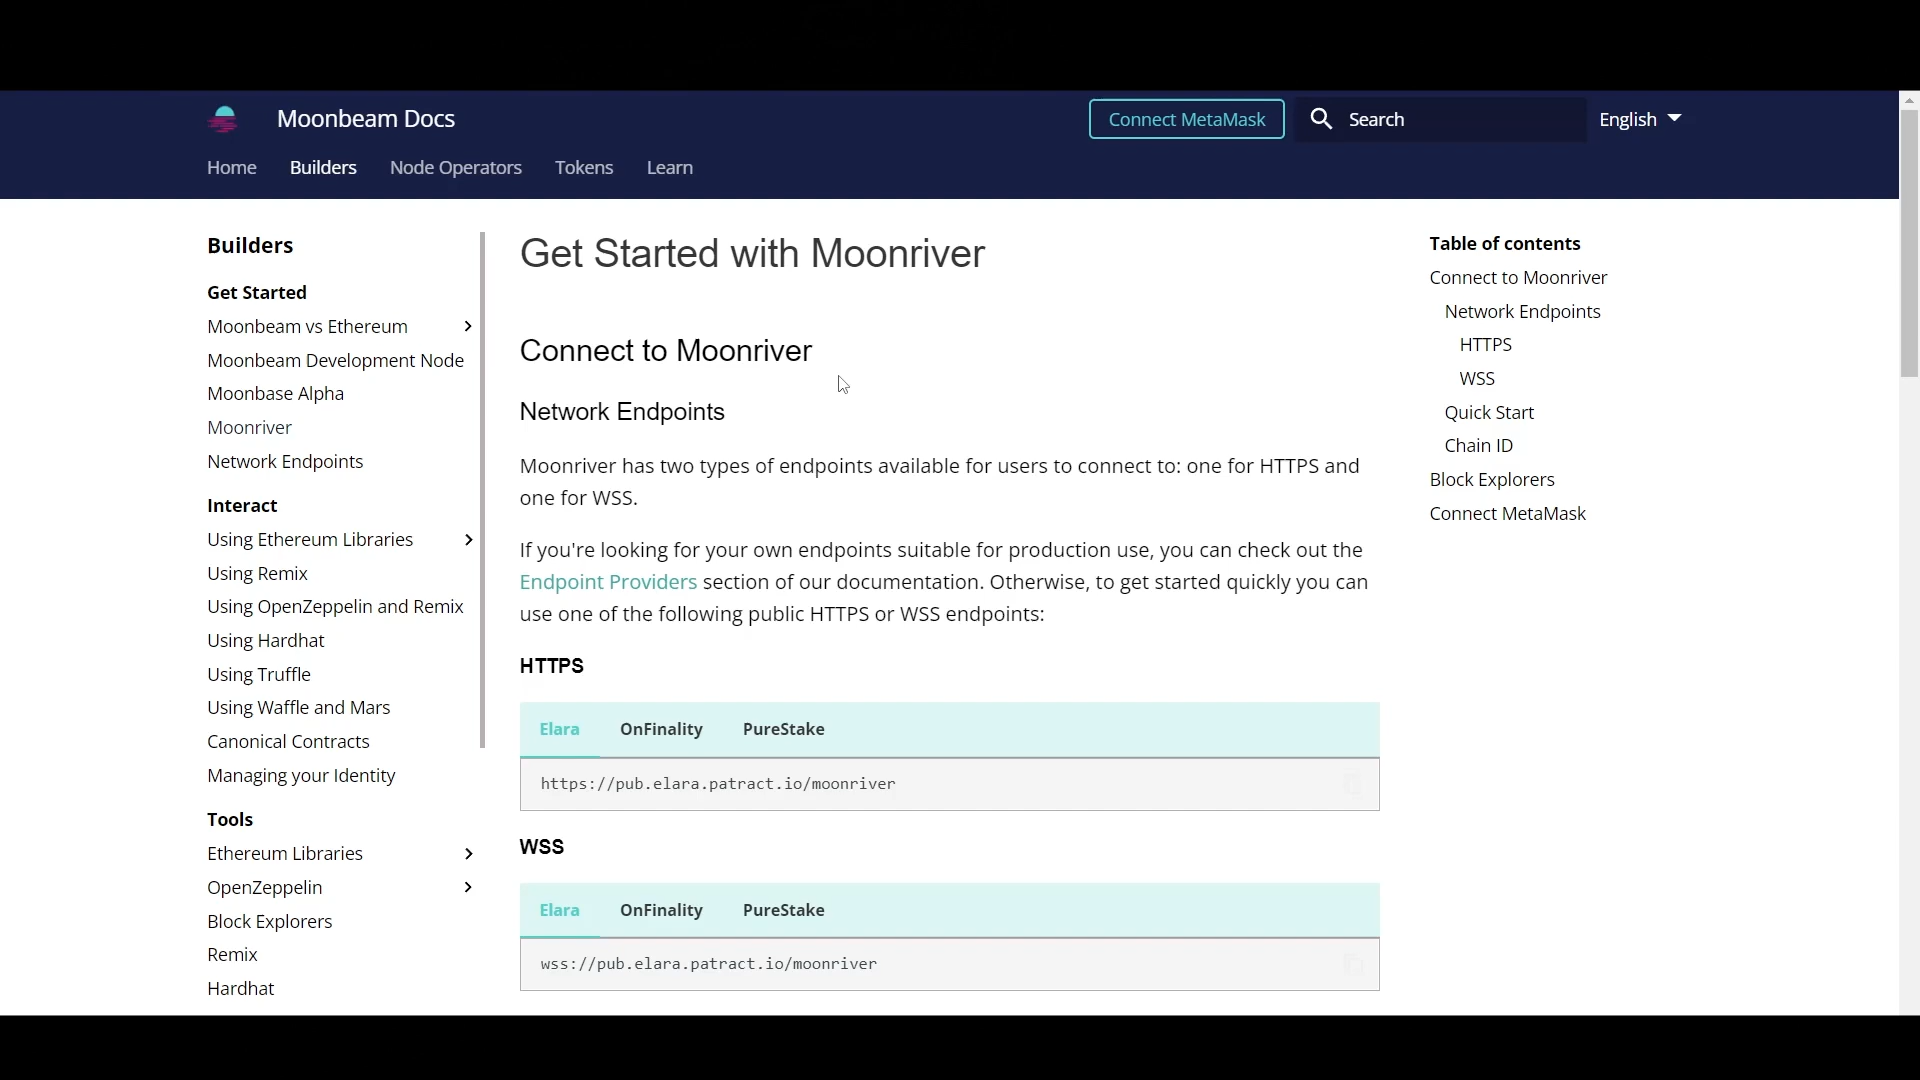 Moonbeam Docs
Connect MetaMask
Search
English
Home
Builders
Node Operators
Tokens
Learn
Builders
Get Started
Moonbeam vs Ethereum
Moonbeam Development Node
Moonbase Alpha
Moonriver
Network Endpoints
Interact
Using Ethereum Libraries
Using Remix
Using OpenZeppelin and Remix
Using Hardhat
Using Truffle
Using Waffle and Mars
Canonical Contracts
Managing your Identity
Tools
Ethereum Libraries
OpenZeppelin
Block Explorers
Remix
Hardhat
Get Started with Moonriver
Connect to Moonriver
Network Endpoints
Moonriver has two types of endpoints available for users to connect to: one for HTTPS and
one for WSS.
If you're looking for your own endpoints suitable for production use, you can check out the
Endpoint Providers section of our documentation. Otherwise, to get started quickly you can
use one of the following public HTTPS or WSS endpoints:
HTTPS
Elara
OnFinality
PureStake
https://pub.elara.patract.io/moonriver
WSS
Elara
OnFinality
PureStake
wss://pub.elara.patract.io/moonriver
Table of contents
Connect to Moonriver
Network Endpoints
HTTPS
WSS
Quick Start
Chain ID
Block Explorers
Connect MetaMask